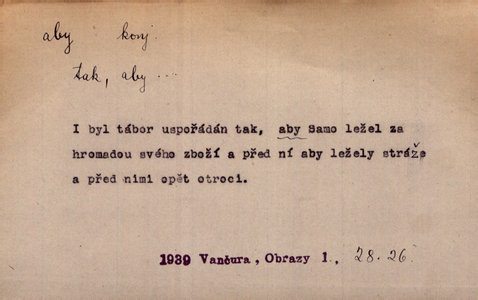 aby konj.
tak, aby ...
I byl tábor uspořádán tak, aby Samo ležel za
hromadou svého zboží a před ní aby ležely stráže
a před nimi opět otroci.
1939 Vančura, Obrazy 1., 28.26.